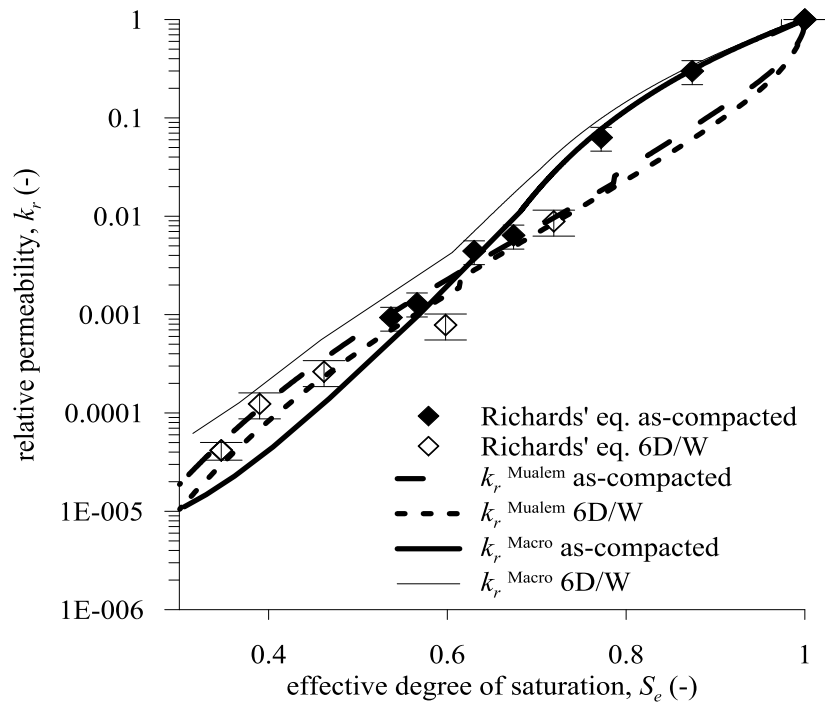 1
0.1
0.01
0.001
0.0001
1E-005
1E-006
relative permeability, kr (-)
Richards' eq. as-compacted
Richards' eq. 6D/W
kr Mualem as-compacted
kr Mualem 6D/W
kr Macro as-compacted
kr Macro 6D/W
0.4 0.6 0.8 1
effective degree of saturation, Se (-)